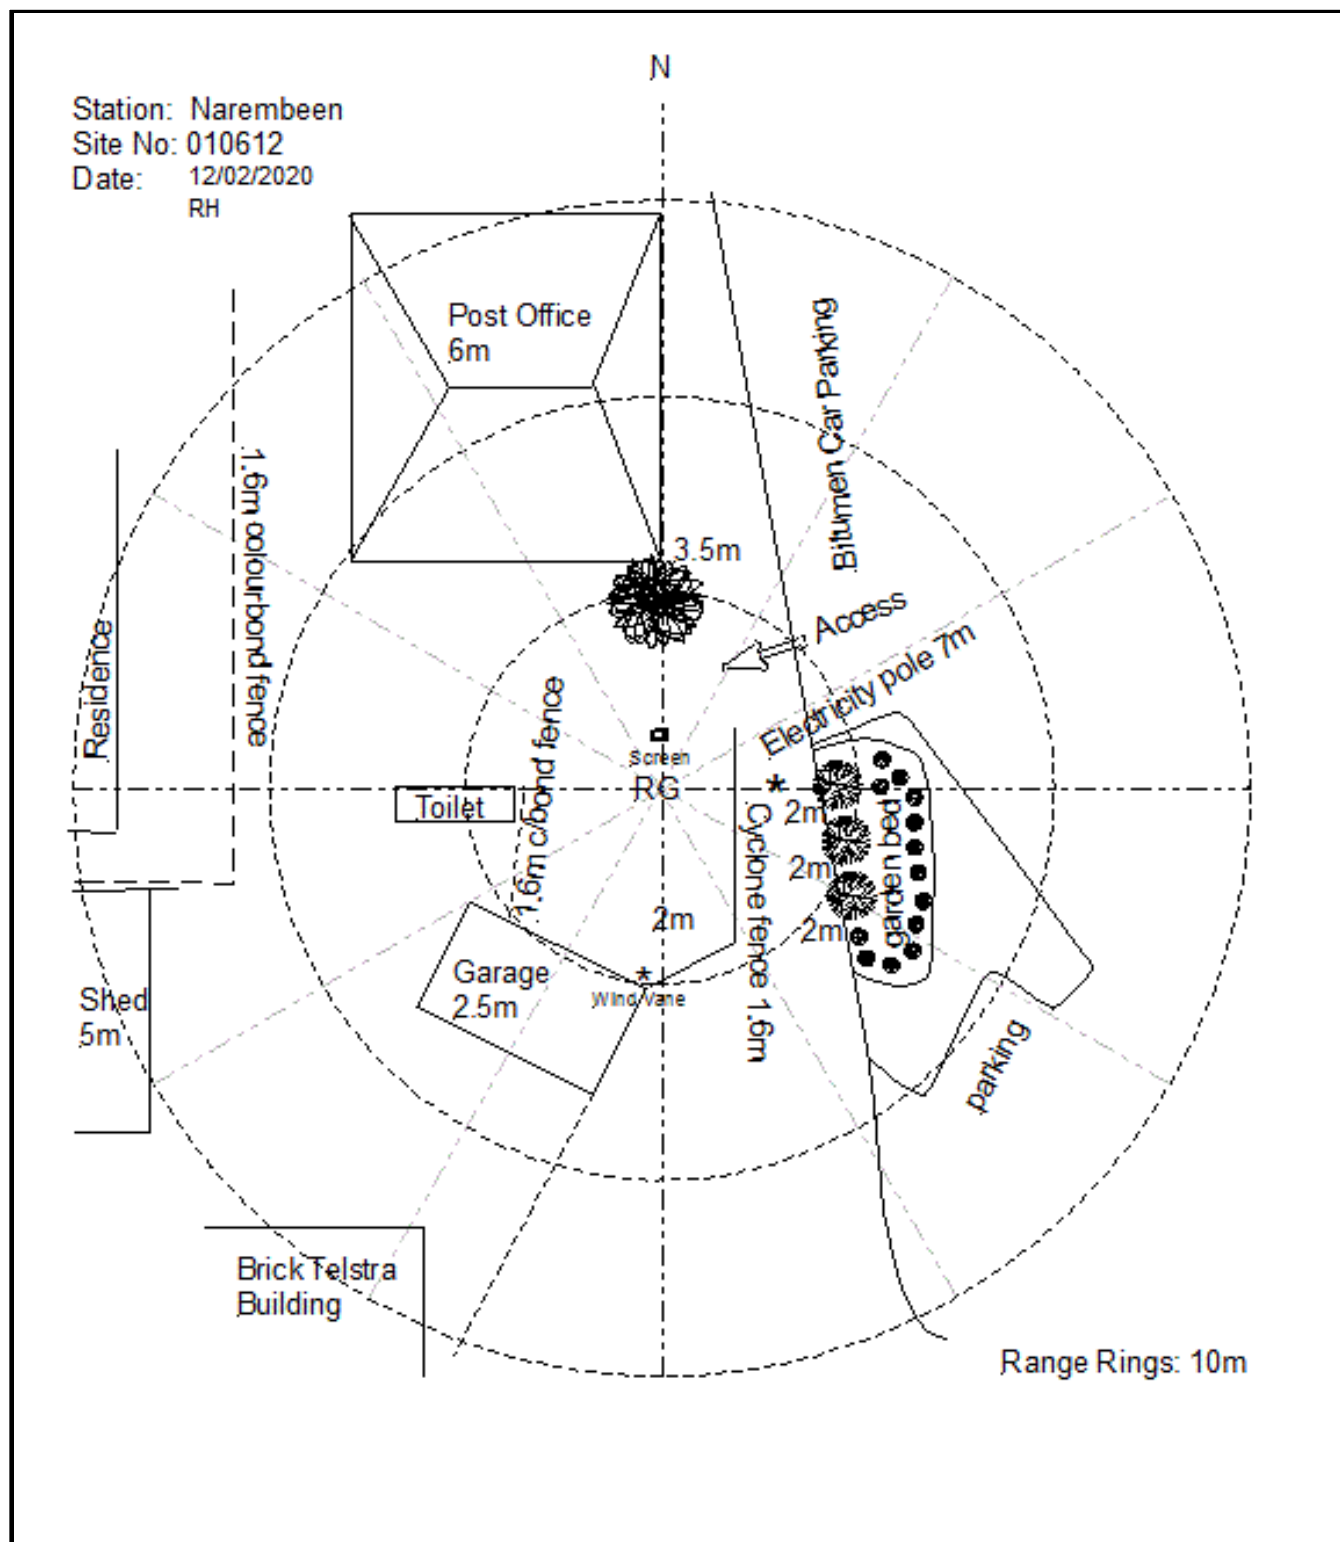 N
Station: Narembeen
Site No: 010612
Date: 12/02/2020
RH
Post Office
6m
Bitumen Car Parking
1.6m colourbond fence
3.5m
Access
Residence
Electricity pole 7m
1.6m c/bond fence
Screen
RG
Toilet
2m
Cyclone fence 1.6m
garden bed
2m
2m
2m
Garage
2.5m
Wind Vane
Shed
5m
parking
Brick Telstra
Building
Range Rings: 10m